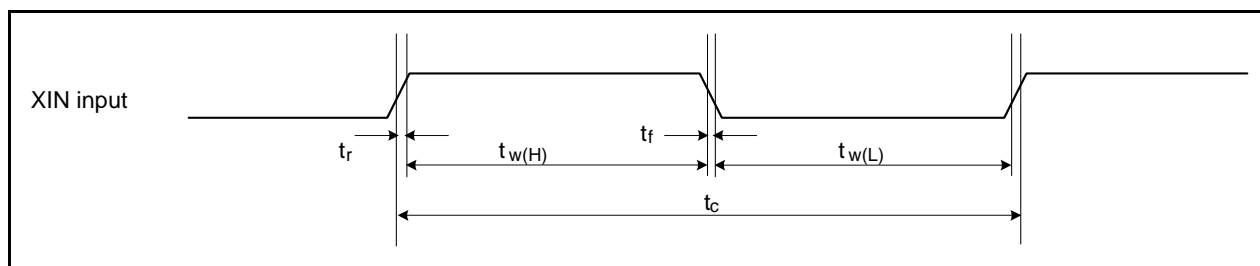 XIN input
tr
tw(H)
tf
tw(L)
tc